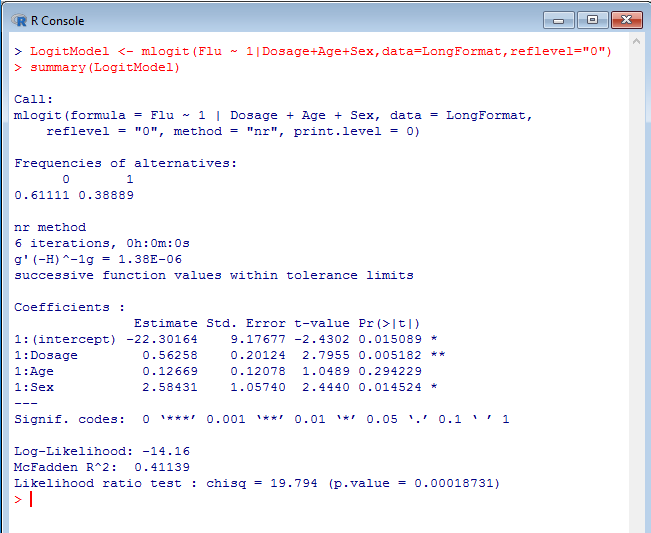 R Console
> LogitModel <- mlogit(Flu ~ 1|Dosage+Age+Sex,data=LongFormat,reflevel="0")
> summary(LogitModel)
Call:
mlogit(formula = Flu ~ 1 | Dosage + Age + Sex, data = LongFormat,
    reflevel = "0", method = "nr", print.level = 0)
Frequencies of alternatives:
      0       1
0.61111 0.38889
nr method
6 iterations, 0h:0m:0s
g'(-H)^-1g = 1.38E-06
successive function values within tolerance limits
Coefficients :
                Estimate Std. Error t-value Pr(>|t|)
1:(intercept) -22.30164    9.17677 -2.4302 0.015089 *
1:Dosage        0.56258    0.20124  2.7955 0.005182 **
1:Age           0.12669    0.12078  1.0489 0.294229
1:Sex           2.58431    1.05740  2.4440 0.014524 *
---
Signif. codes:  0 ‘***’ 0.001 ‘**’ 0.01 ‘*’ 0.05 ‘.’ 0.1 ‘ ’ 1
Log-Likelihood: -14.16
McFadden R^2:  0.41139
Likelihood ratio test : chisq = 19.794 (p.value = 0.00018731)
>